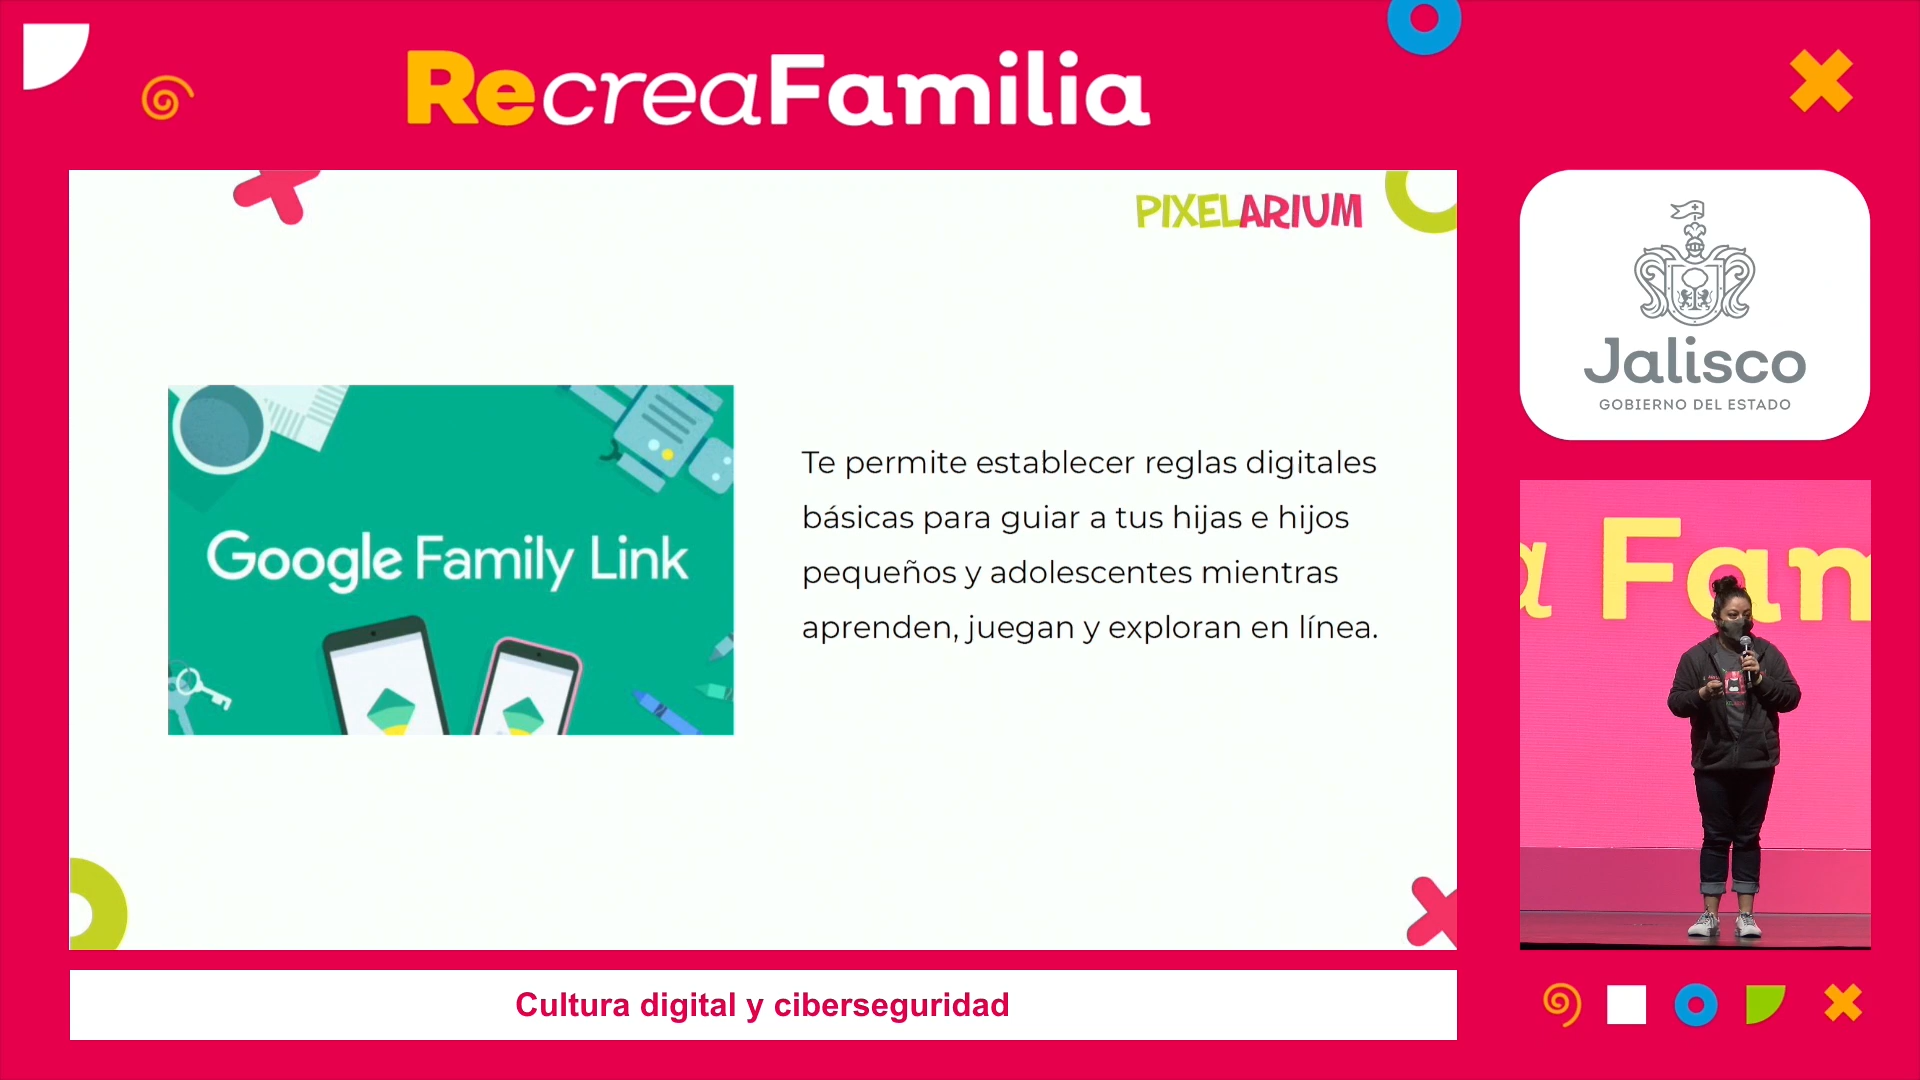 RecreaFamilia
PIXELARIUM
Google Family Link
Te permite establecer reglas digitales
básicas para guiar a tus hijas e hijos
pequeños y adolescentes mientras
aprenden, juegan y exploran en línea.
Jalisco
GOBIERNO DEL ESTADO
a Fam
Cultura digital y ciberseguridad